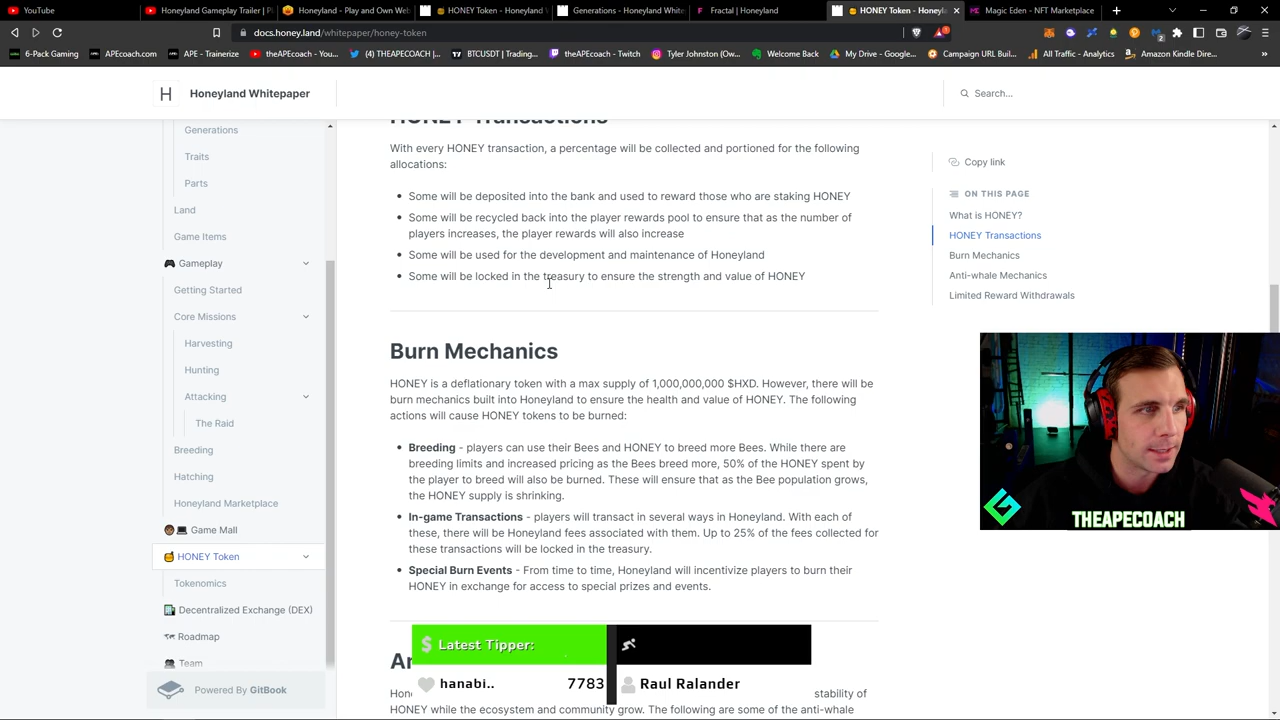 YouTube
Honeyland Gameplay Trailer | P
Honeyland - Play and Own Web
HONEY Token - Honeyland W
Generations - Honeyland White
Fractal | Honeyland
HONEY Token - Honeyla
Magic Eden - NFT Marketplace
docs.honey.land/whitepaper/honey-token
6-Pack Gaming
APEcoach.com
APE - Trainerize
theAPEcoach - You...
(4) THEAPECOACH |...
BTCUSDT | Trading...
theAPEcoach - Twitch
Tyler Johnston (Ow...
Welcome Back
My Drive - Google...
Campaign URL Buil...
All Traffic - Analytics
Amazon Kindle Dire...
H Honeyland Whitepaper
Search...
Generations
Traits
Parts
Land
Game Items
Gameplay
Getting Started
Core Missions
Harvesting
Hunting
Attacking
The Raid
Breeding
Hatching
Honeyland Marketplace
Game Mall
HONEY Token
Tokenomics
Decentralized Exchange (DEX)
Roadmap
Team
Powered By GitBook
HONEY Transactions
With every HONEY transaction, a percentage will be collected and portioned for the following
allocations:
Some will be deposited into the bank and used to reward those who are staking HONEY
Some will be recycled back into the player rewards pool to ensure that as the number of
players increases, the player rewards will also increase
Some will be used for the development and maintenance of Honeyland
Some will be locked in the treasury to ensure the strength and value of HONEY
Burn Mechanics
HONEY is a deflationary token with a max supply of 1,000,000,000 $HXD. However, there will be
burn mechanics built into Honeyland to ensure the health and value of HONEY. The following
actions will cause HONEY tokens to be burned:
Breeding - players can use their Bees and HONEY to breed more Bees. While there are
breeding limits and increased pricing as the Bees breed more, 50% of the HONEY spent by
the player to breed will also be burned. These will ensure that as the Bee population grows,
the HONEY supply is shrinking.
In-game Transactions - players will transact in several ways in Honeyland. With each of
these, there will be Honeyland fees associated with them. Up to 25% of the fees collected for
these transactions will be locked in the treasury.
Special Burn Events - From time to time, Honeyland will incentivize players to burn their
HONEY in exchange for access to special prizes and events.
stability of
HONEY while the ecosystem and community grow. The following are some of the anti-whale
Copy link
ON THIS PAGE
What is HONEY?
HONEY Transactions
Burn Mechanics
Anti-whale Mechanics
Limited Reward Withdrawals
THEAPECOACH
$ Latest Tipper:
hanabi.. 7783
Raul Ralander